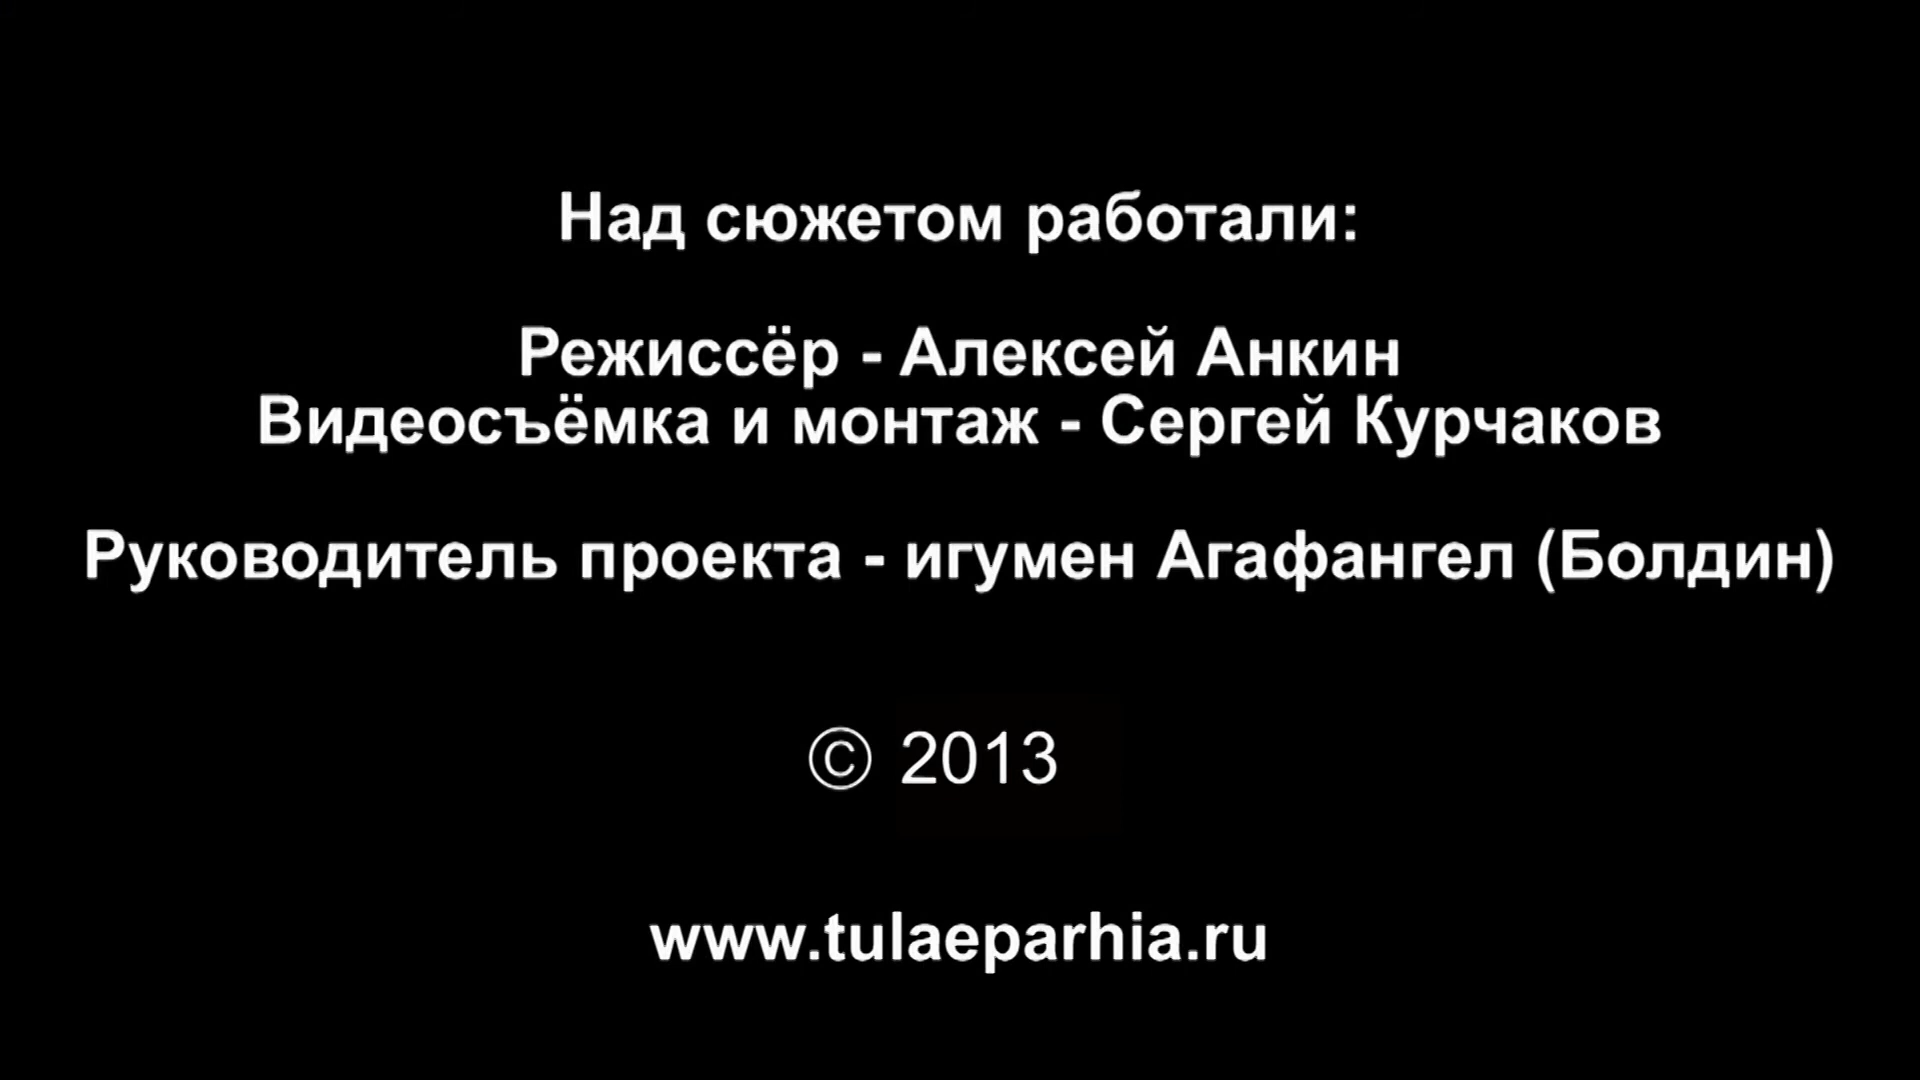 Над сюжетом работали:
Режиссёр - Алексей Анкин
Видеосъёмка и монтаж - Сергей Курчаков
Руководитель проекта - игумен Агафангел (Болдин)
© 2013
www.tulaeparhia.ru